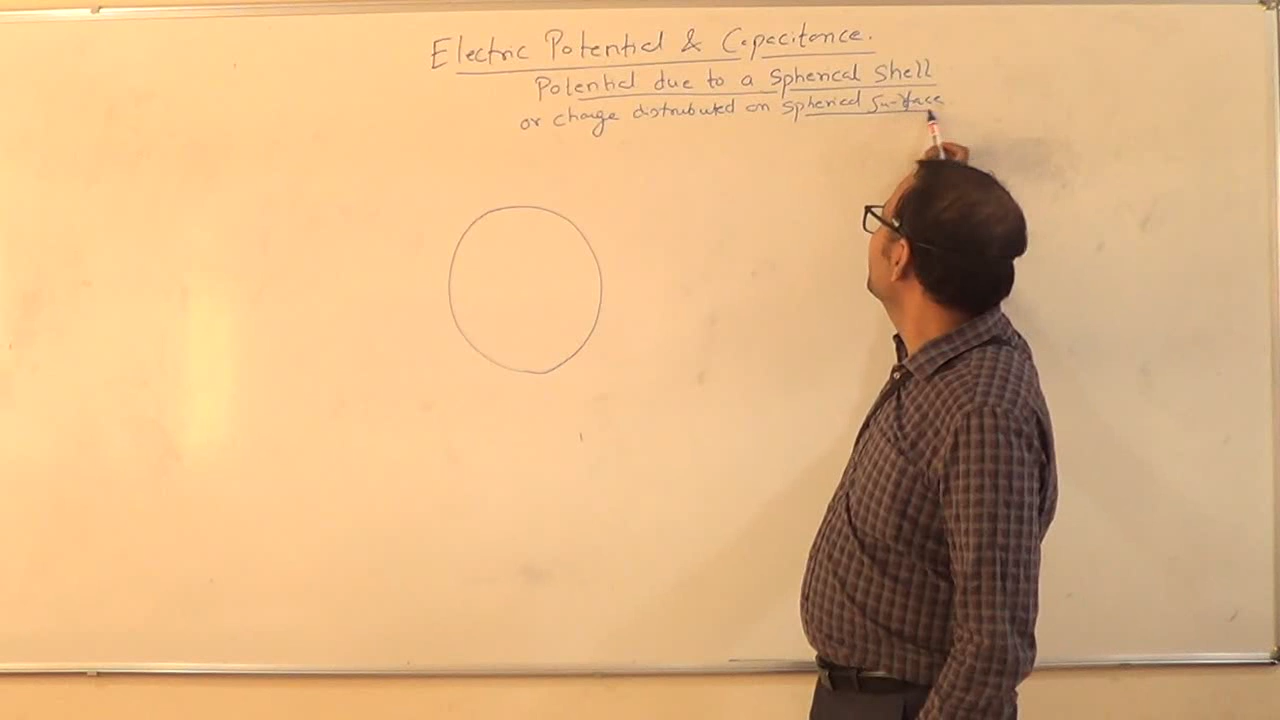 Electric Potential & Capacitance.
Potential due to a Spherical Shell
or charge distributed on spherical surface